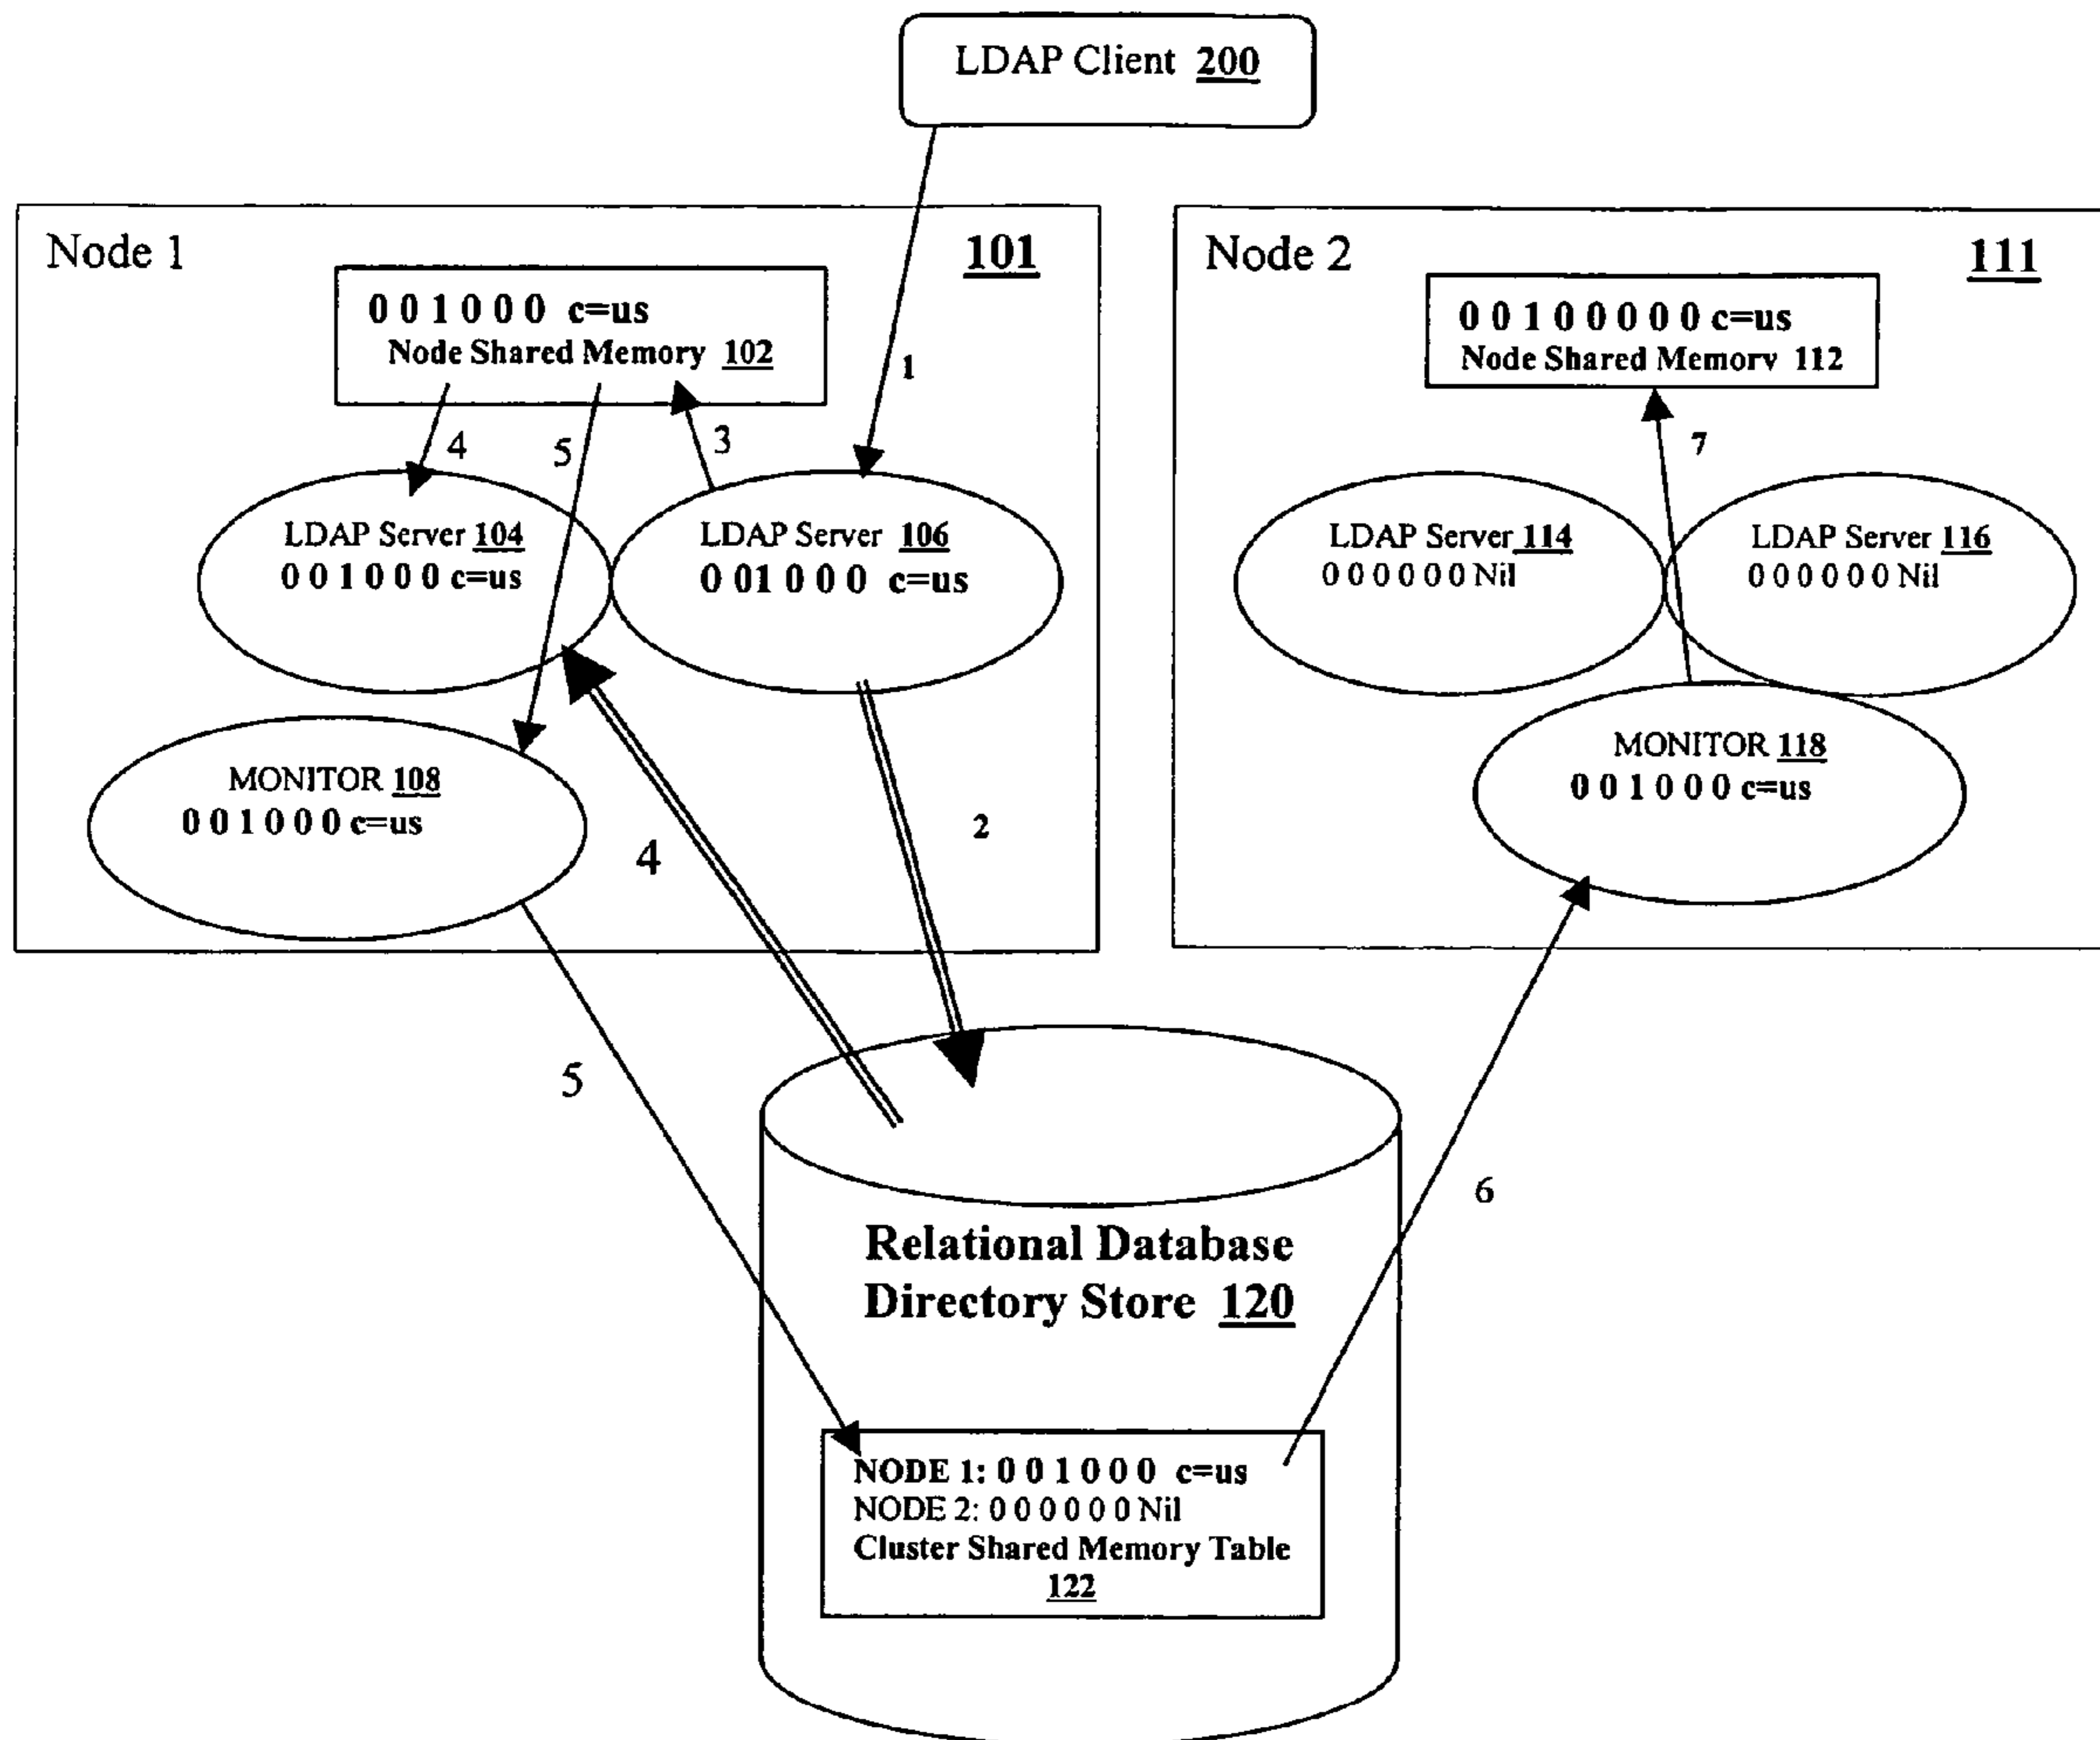 LDAP Client 200
Node 1
101
0 0 1 0 0 0 c=us
Node Shared Memory 102
1
4
5
3
LDAP Server 104
0 0 1 0 0 0 c=us
LDAP Server 106
0 01 0 0 0 c=us
MONITOR 108
0 0 1 0 0 0 c=us
4
2
Node 2
111
0 0 1 0 0 0 0 0 c=us
Node Shared Memory 112
7
LDAP Server 114
0 0 0 0 0 0 Nil
LDAP Server 116
0 0 0 0 0 0 Nil
MONITOR 118
0 0 1 0 0 0 c=us
5
6
Relational Database
Directory Store 120
NODE 1: 0 0 1 0 0 0 c=us
NODE 2: 0 0 0 0 0 0 Nil
Cluster Shared Memory Table
122